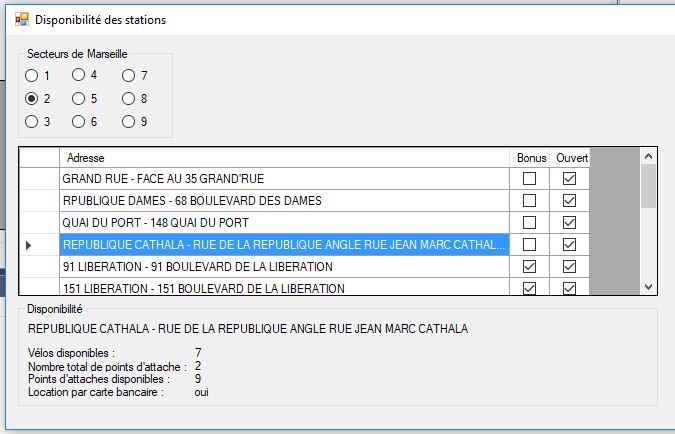 Disponibilité des stations
Secteurs de Marseille
1 4 7
2 5 8
3 6 9
Adresse Bonus Ouvert
GRAND RUE - FACE AU 35 GRAND'RUE
RPUBLIQUE DAMES - 68 BOULEVARD DES DAMES
QUAI DU PORT - 148 QUAI DU PORT
REPUBLIQUE CATHALA - RUE DE LA REPUBLIQUE ANGLE RUE JEAN MARC CATHAL...
91 LIBERATION - 91 BOULEVARD DE LA LIBERATION
151 LIBERATION - 151 BOULEVARD DE LA LIBERATION
Disponibilité
REPUBLIQUE CATHALA - RUE DE LA REPUBLIQUE ANGLE RUE JEAN MARC CATHALA
Vélos disponibles : 7
Nombre total de points d'attache : 2
Points d'attaches disponibles : 9
Location par carte bancaire : oui